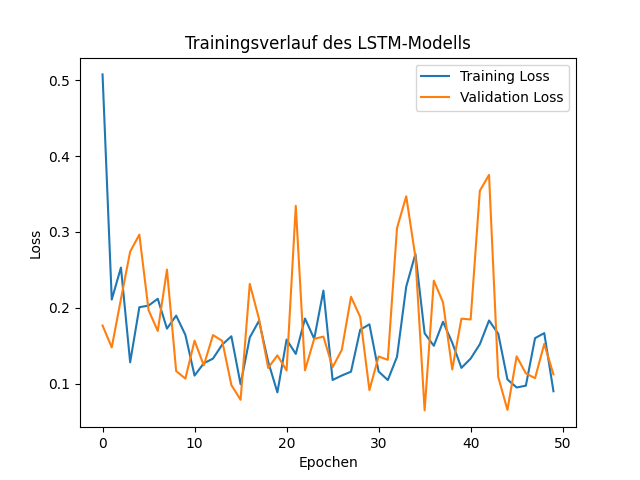 Trainingsverlauf des LSTM-Modells
Training Loss
Validation Loss
Loss
0.5
0.4
0.3
0.2
0.1
0 10 20 30 40 50
Epochen